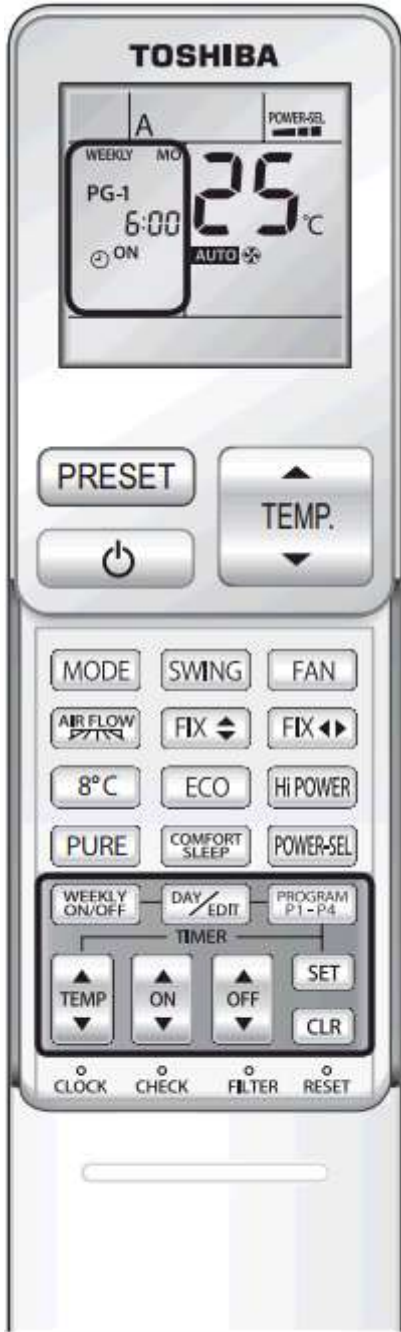 TOSHIBA
A POWER-SEL
WEEKLY MO
PG-1
6:00
ON
25 °C
AUTO
PRESET
TEMP.
MODE SWING FAN
AIR FLOW FIX FIX
8°C ECO Hi POWER
PURE COMFORT SLEEP POWER-SEL
WEEKLY ON/OFF DAY/EDIT PROGRAM P1-P4
TIMER
TEMP ON OFF SET
CLR
CLOCK CHECK FILTER RESET